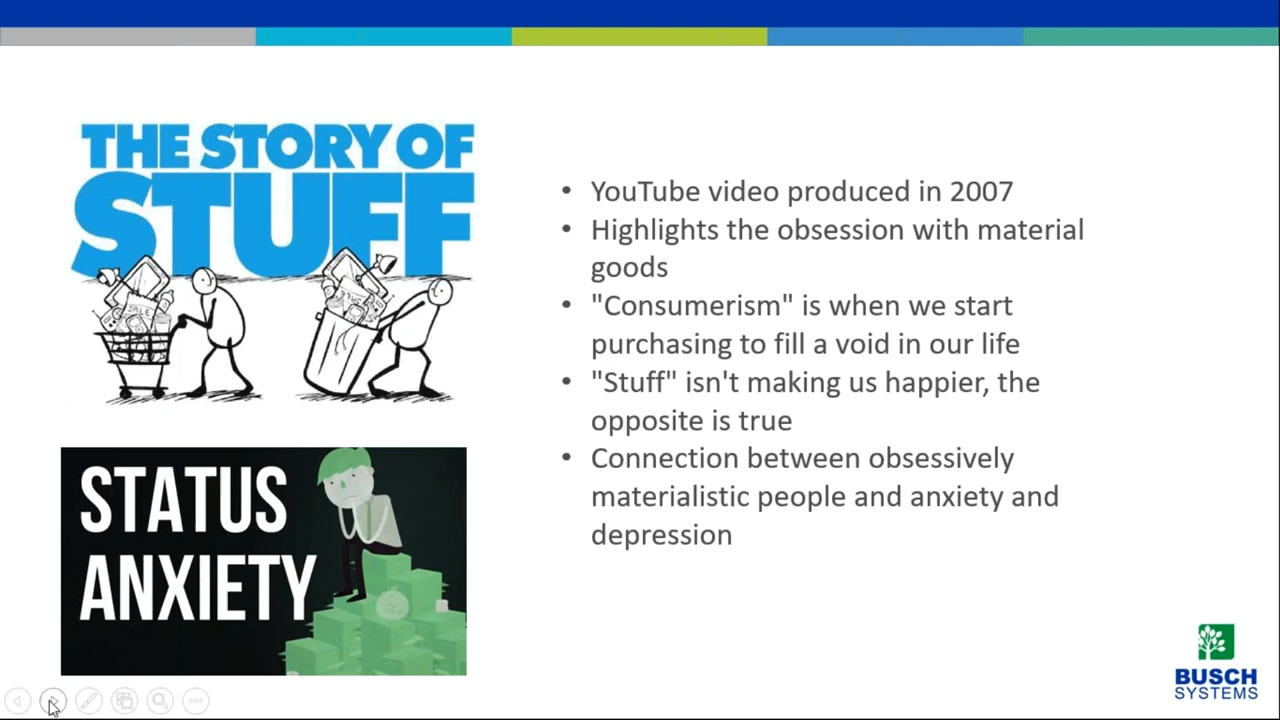 THE STORY OF
STUFF
SALE
STATUS
ANXIETY
• YouTube video produced in 2007
• Highlights the obsession with material
goods
• "Consumerism" is when we start
purchasing to fill a void in our life
• "Stuff" isn't making us happier, the
opposite is true
• Connection between obsessively
materialistic people and anxiety and
depression
BUSCH
SYSTEMS